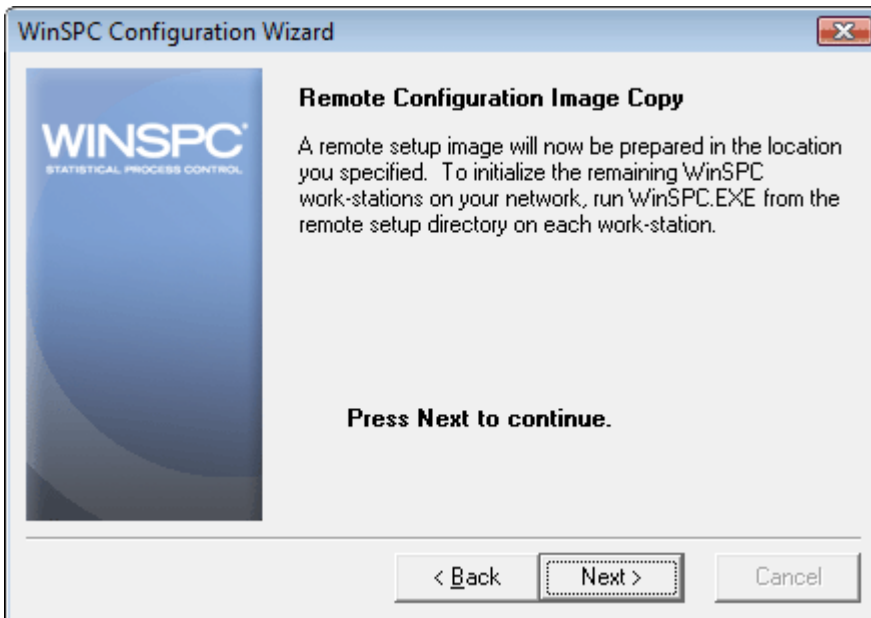 WinSPC Configuration Wizard
WINSPC®
STATISTICAL PROCESS CONTROL
Remote Configuration Image Copy
A remote setup image will now be prepared in the location
you specified. To initialize the remaining WinSPC
work-stations on your network, run WinSPC.EXE from the
remote setup directory on each work-station.
Press Next to continue.
< Back
Next >
Cancel